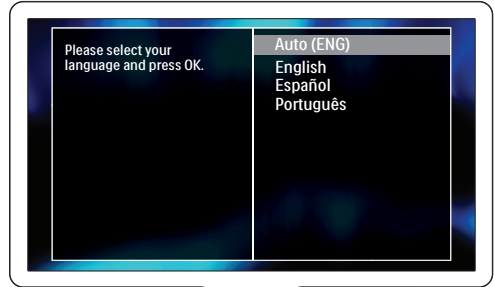 Please select your
language and press OK.
Auto (ENG)
English
Español
Português